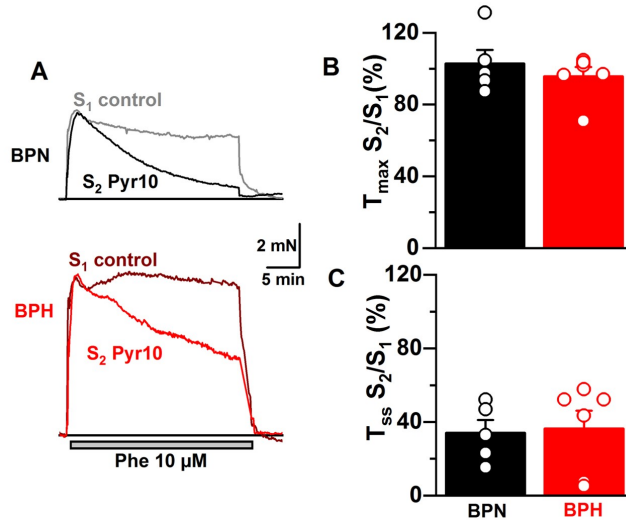 A
S₁ control
BPN
S₂ Pyr10
2 mN
5 min
S₁ control
BPH
S₂ Pyr10
Phe 10 µM
B
Tmax S₂/S₁(%)
120
80
40
0
C
Tss S₂/S₁ (%)
120
80
40
0
BPN
BPH